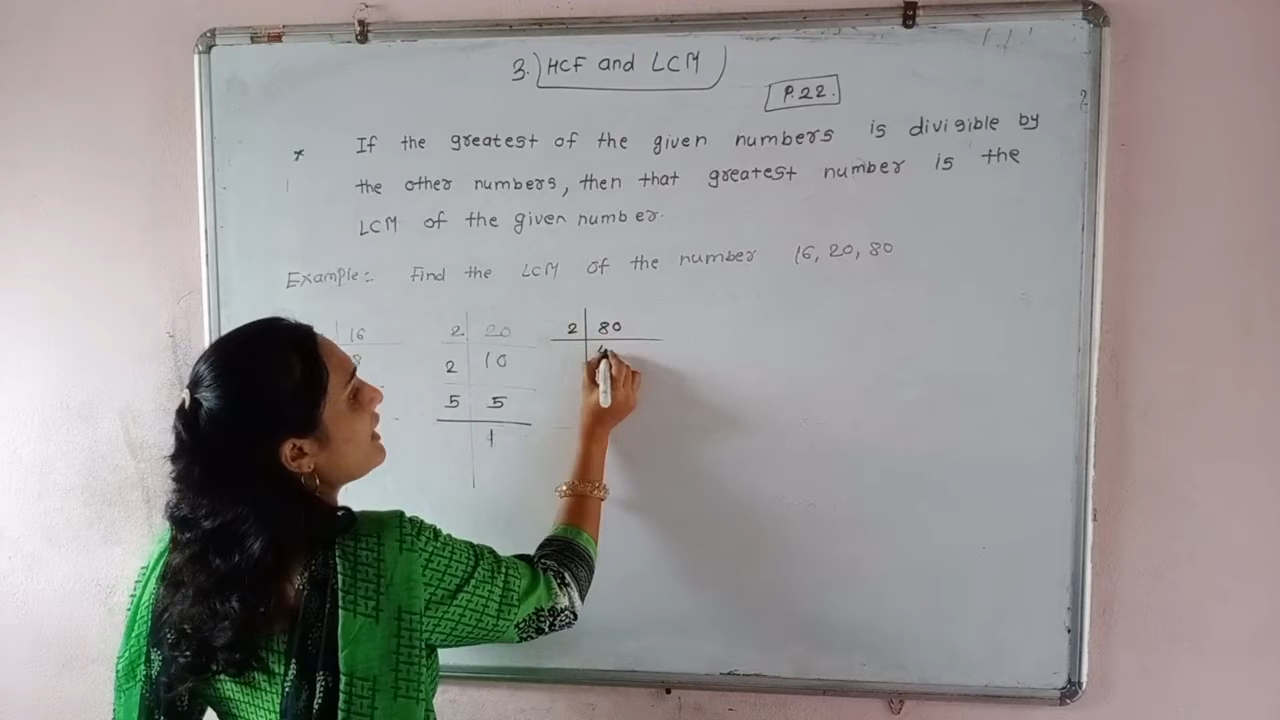 3. HCF and LCM
P.22.
* If the greatest of the given numbers is divisible by
the other numbers, then that greatest number is the
LCM of the given number.
Example:- Find the LCM of the number 16, 20, 80
16 2 20 2 80
8 2 10 4
5 5
1